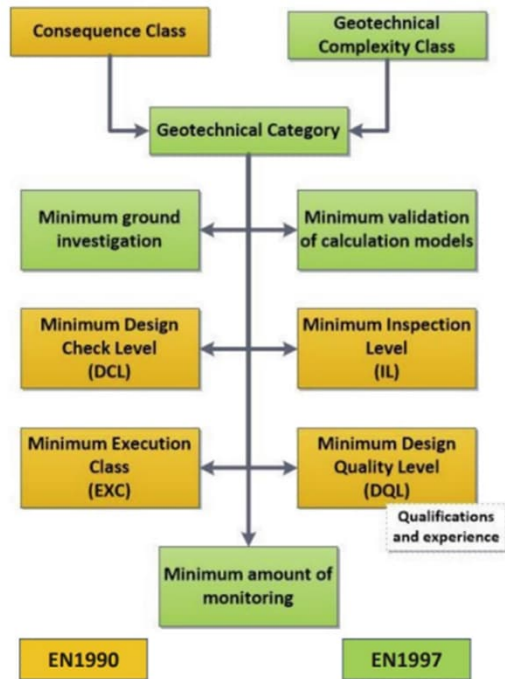 Consequence Class
Geotechnical
Complexity Class
Geotechnical Category
Minimum ground
investigation
Minimum validation
of calculation models
Minimum Design
Check Level
(DCL)
Minimum Inspection
Level
(IL)
Minimum Execution
Class
(EXC)
Minimum Design
Quality Level
(DQL)
Qualifications
and experience
Minimum amount of
monitoring
EN1990
EN1997